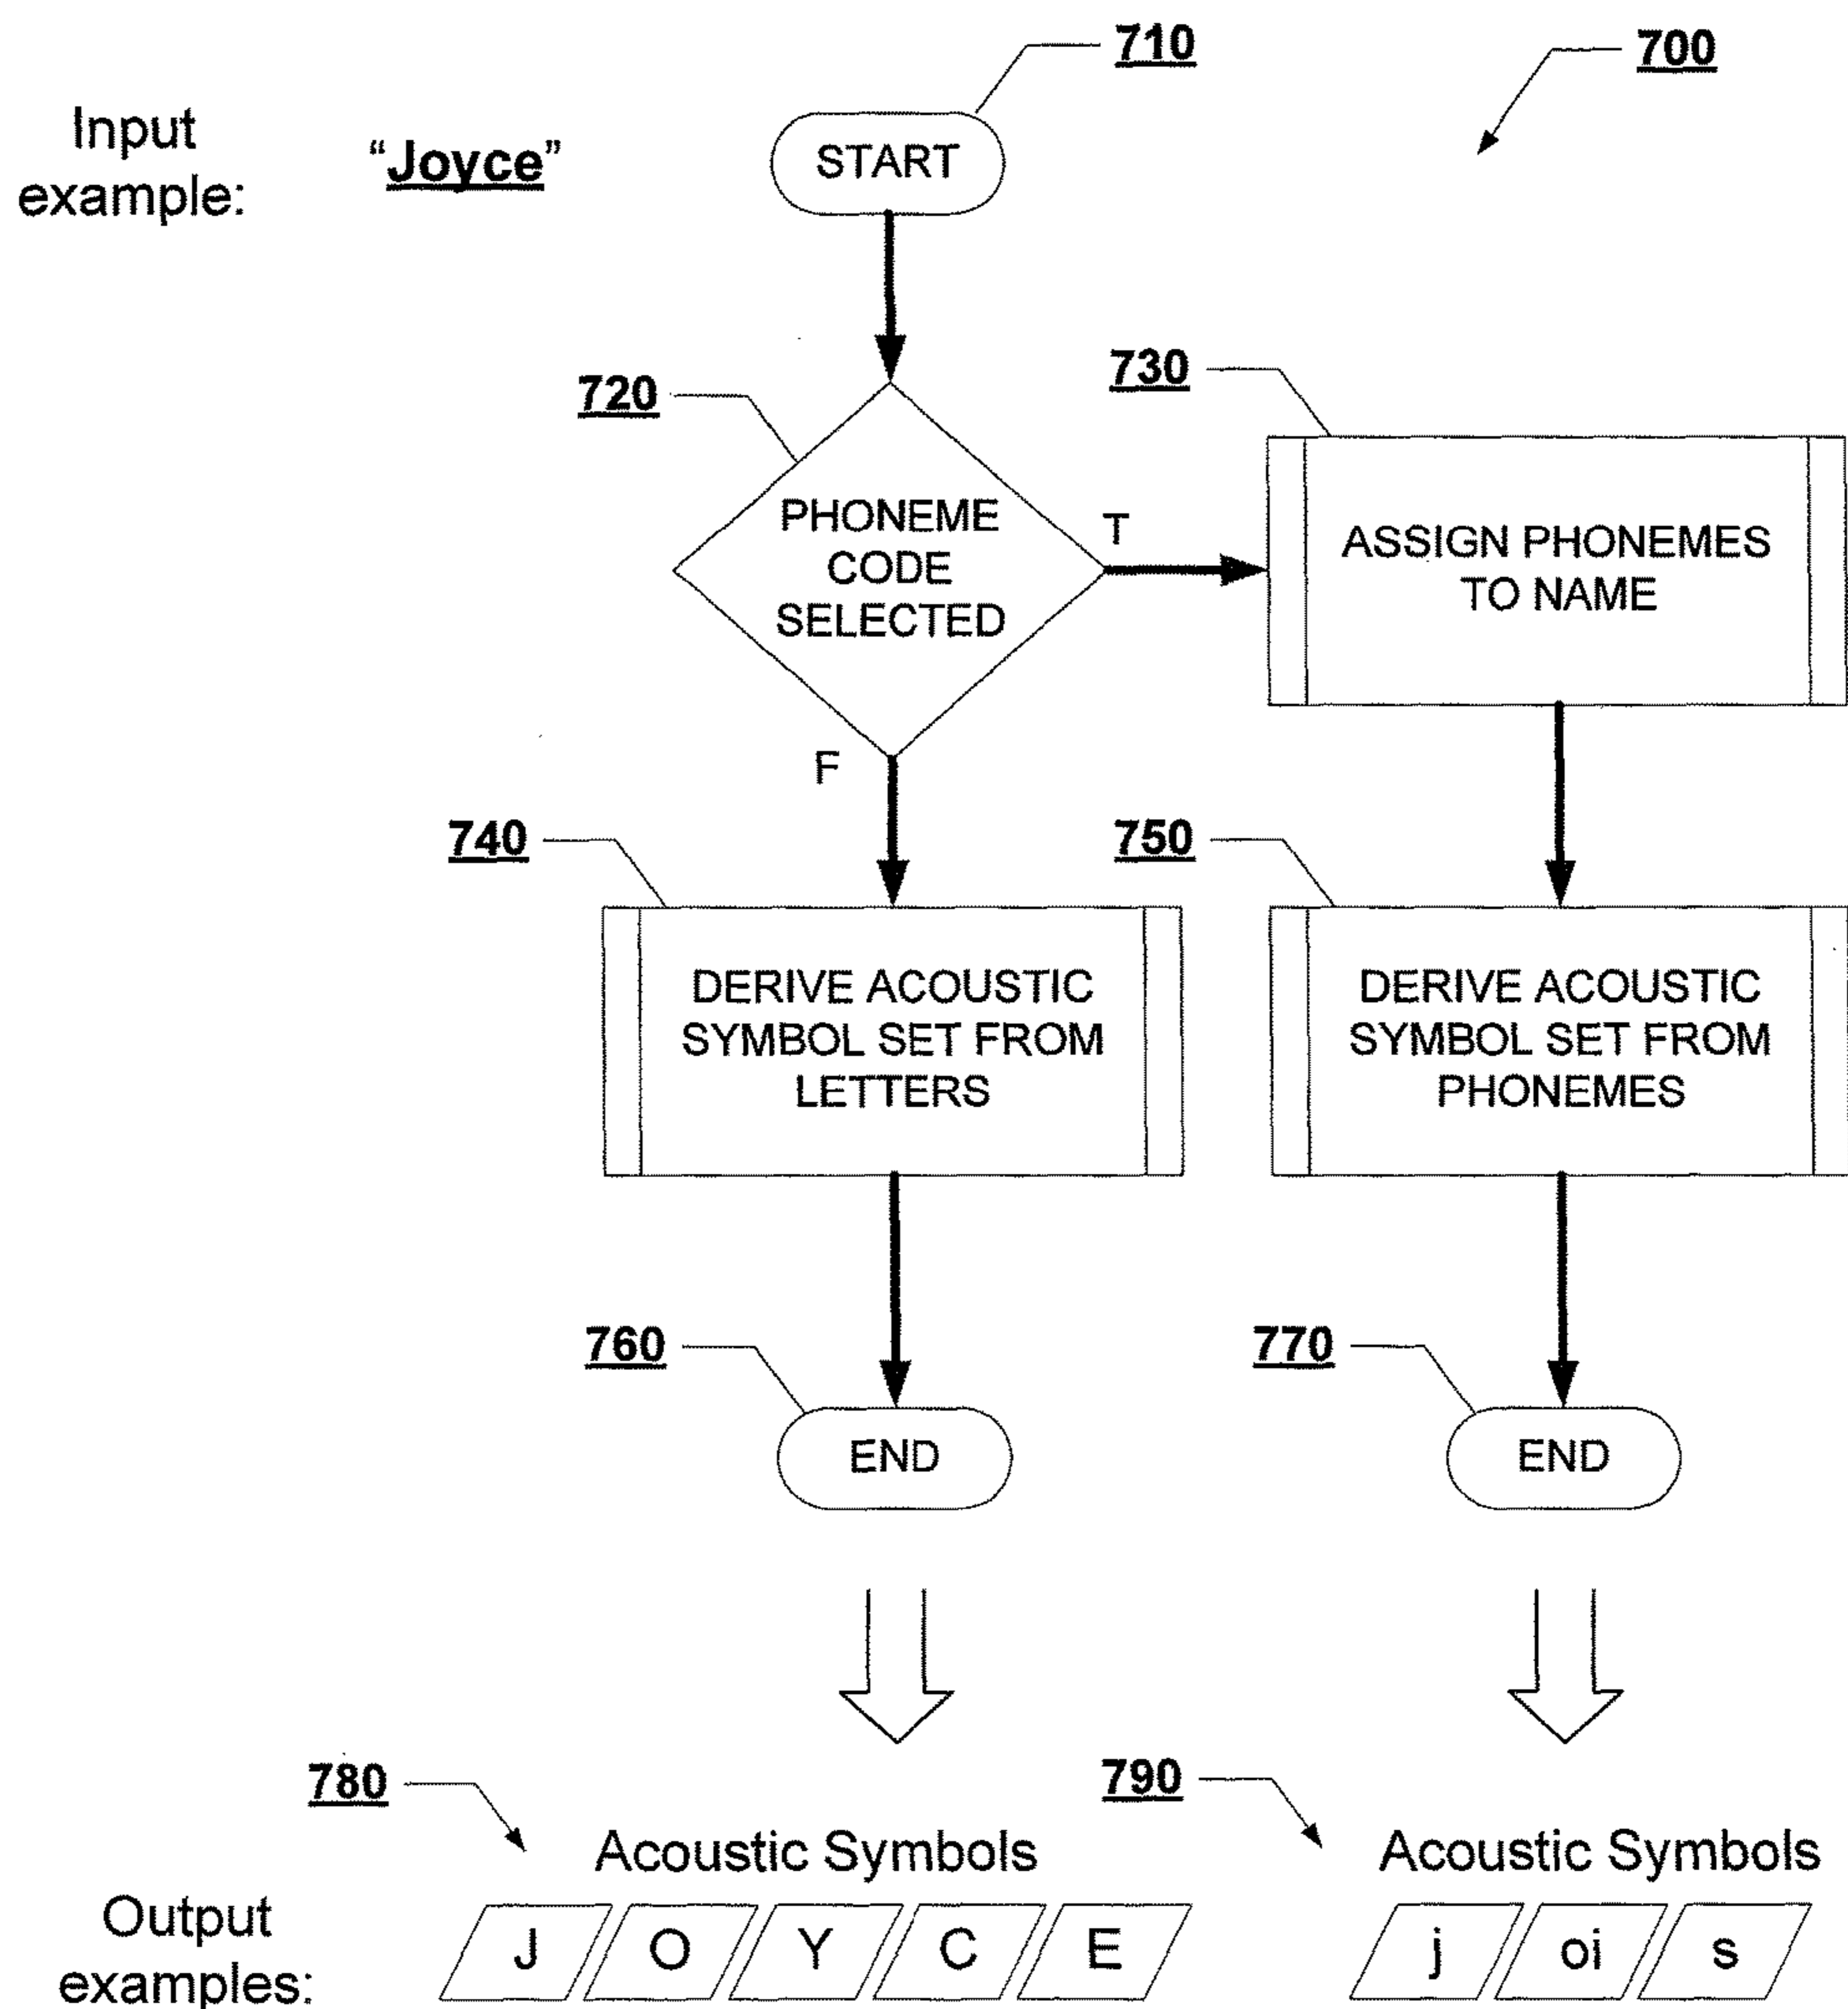 710
700
Input
example:
“Joyce”
START
720
730
PHONEME
CODE
SELECTED
T
F
ASSIGN PHONEMES
TO NAME
740
750
DERIVE ACOUSTIC
SYMBOL SET FROM
LETTERS
DERIVE ACOUSTIC
SYMBOL SET FROM
PHONEMES
760
770
END
END
780
790
Acoustic Symbols
Acoustic Symbols
Output
examples:
J O Y C E
j oi s